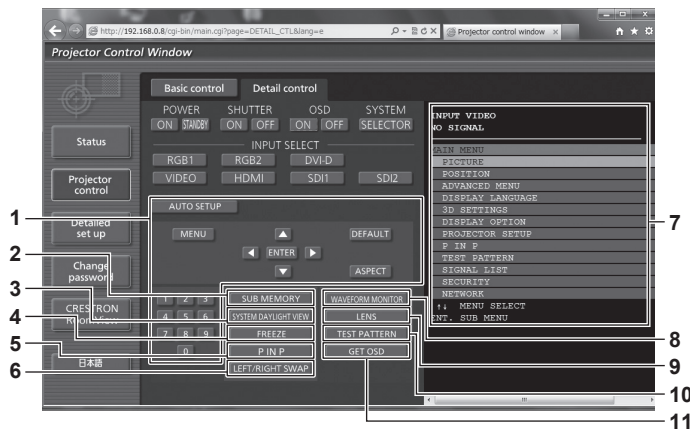 http://192.168.0.8/cgi-bin/main.cgi?page=DETAIL_CTL&lang=e
Projector control window
Projector Control Window
Basic control
Detail control
POWER
SHUTTER
OSD
SYSTEM
ON
STANDBY
ON
OFF
ON
OFF
SELECTOR
INPUT SELECT
RGB1
RGB2
DVI-D
VIDEO
HDMI
SDI1
SDI2
AUTO SETUP
MENU
DEFAULT
ENTER
ASPECT
1
2
3
4
5
6
7
8
9
0
SUB MEMORY
WAVEFORM MONITOR
SYSTEM DAYLIGHT VIEW
LENS
FREEZE
TEST PATTERN
P IN P
GET OSD
LEFT/RIGHT SWAP
Status
Projector
control
Detailed
set up
Change
password
CRESTRON
RoomView
日本語
INPUT VIDEO
NO SIGNAL
MAIN MENU
PICTURE
POSITION
ADVANCED MENU
DISPLAY LANGUAGE
3D SETTINGS
DISPLAY OPTION
PROJECTOR SETUP
P IN P
TEST PATTERN
SIGNAL LIST
SECURITY
NETWORK
↑↓ MENU SELECT
ENT. SUB MENU
1
2
3
4
5
6
7
8
9
10
11